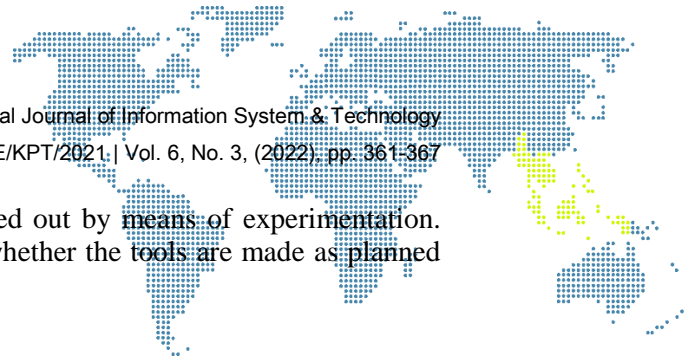 al Journal of Information System & Technology
E/KPT/2021 | Vol. 6, No. 3, (2022), pp. 361-367
ed out by means of experimentation.
whether the tools are made as planned